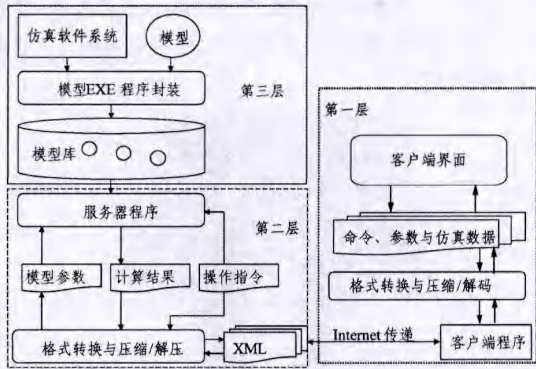 仿真软件系统
模型
模型EXE 程序封装
第三层
模型库
服务器程序
第二层
模型参数
计算结果
操作指令
格式转换与压缩/解压
XML
Internet 传递
第一层
客户端界面
命令、参数与仿真数据
格式转换与压缩/解码
客户端程序